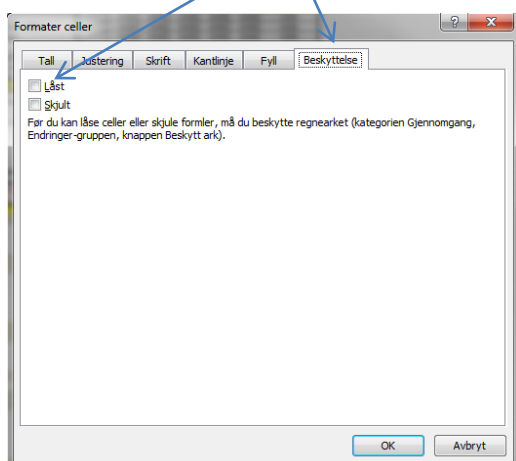 Formater celler
Tall Justering Skrift Kantlinje Fyll Beskyttelse
Låst
Skjult
Før du kan låse celler eller skjule formler, må du beskytte regnearket (kategorien Gjennomgang,
Endringer-gruppen, knappen Beskytt ark).
OK Avbryt